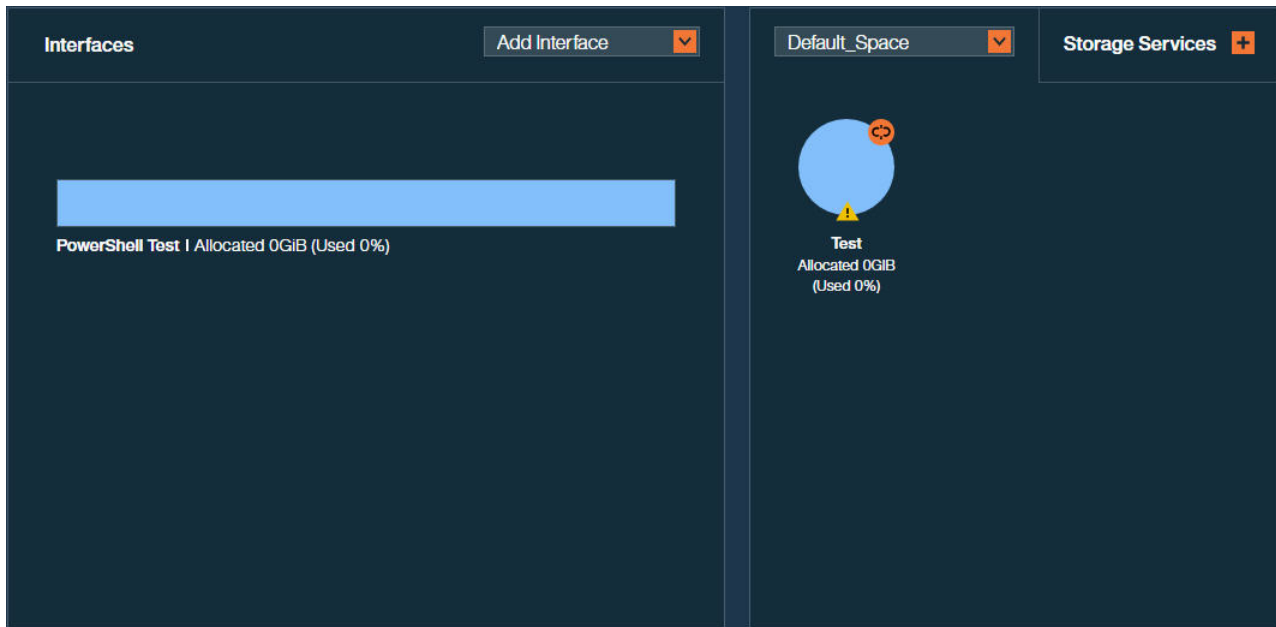 Interfaces
Add Interface
Default_Space
Storage Services
PowerShell Test | Allocated 0GiB (Used 0%)
Test
Allocated 0GIB
(Used 0%)